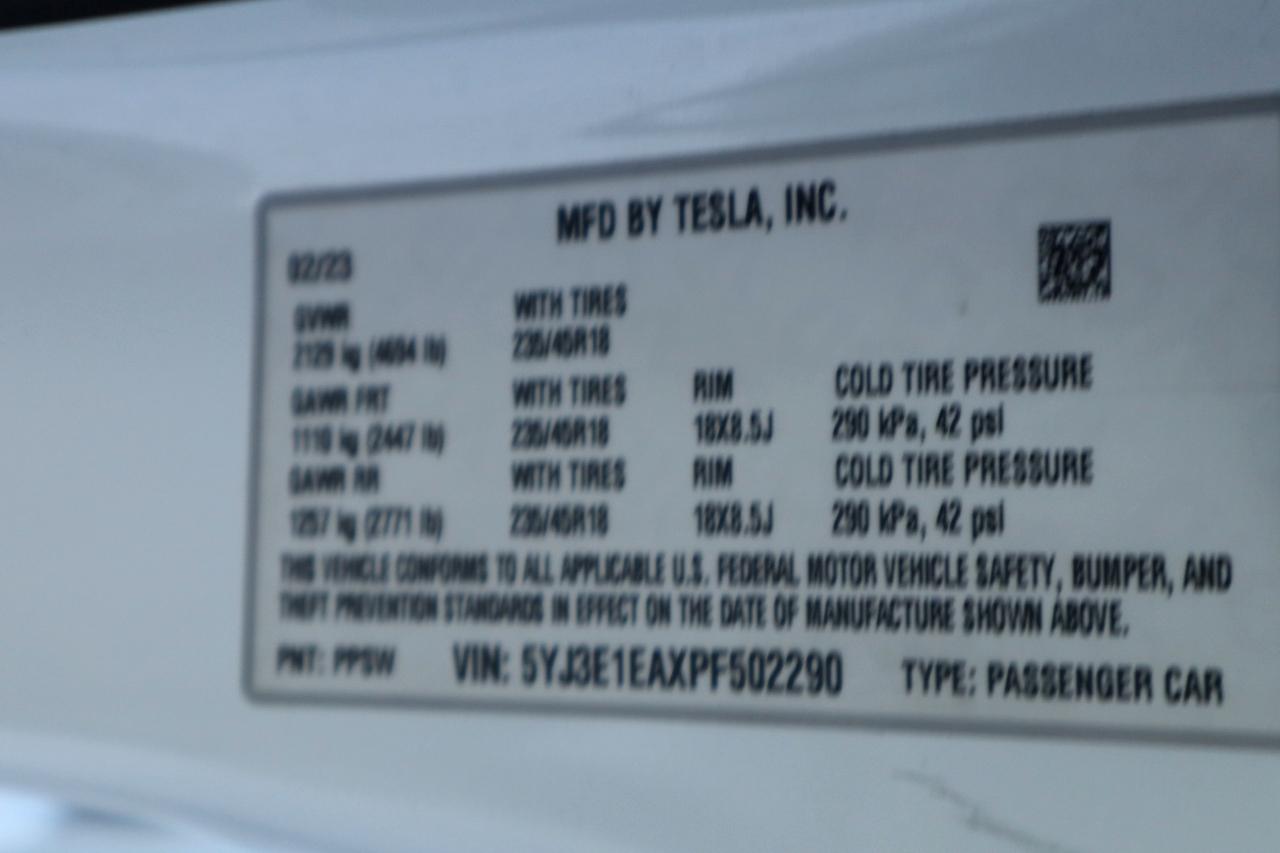 MFD BY TESLA, INC.
02/23
GVWR WITH TIRES
2129 kg (4694 lb) 235/45R18
GAWR FRT WITH TIRES RIM COLD TIRE PRESSURE
1110 kg (2447 lb) 235/45R18 18X8.5J 290 kPa, 42 psi
GAWR RR WITH TIRES RIM COLD TIRE PRESSURE
1257 kg (2771 lb) 235/45R18 18X8.5J 290 kPa, 42 psi
THIS VEHICLE CONFORMS TO ALL APPLICABLE U.S. FEDERAL MOTOR VEHICLE SAFETY, BUMPER, AND
THEFT PREVENTION STANDARDS IN EFFECT ON THE DATE OF MANUFACTURE SHOWN ABOVE.
PNT: PPSW VIN: 5YJ3E1EAXPF502290 TYPE: PASSENGER CAR